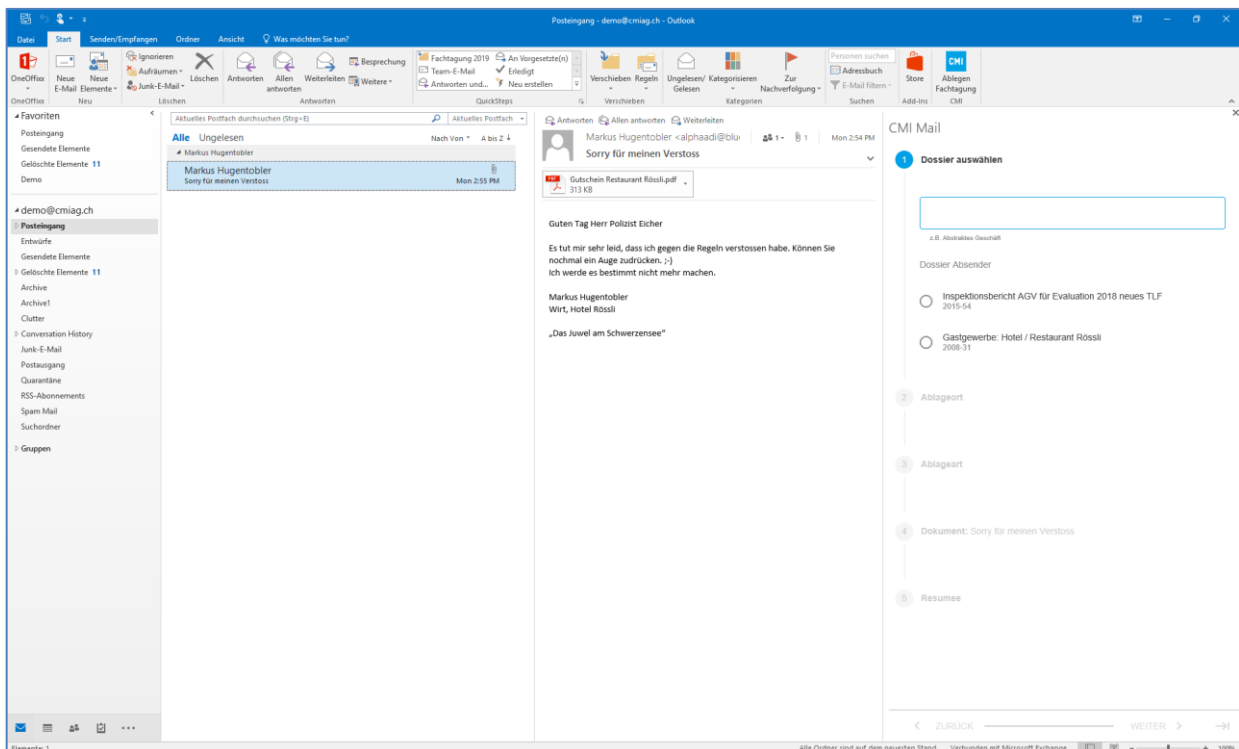 Posteingang - demo@cmiag.ch - Outlook
Datei Start Senden/Empfangen Ordner Ansicht Was möchten Sie tun?
OneOffixx
Neue E-Mail
Neue Elemente
Ignorieren
Aufräumen
Junk-E-Mail
Löschen
Antworten
Allen antworten
Weiterleiten
Besprechung
Weitere
Fachtagung 2019
Team-E-Mail
Antworten und...
An Vorgesetzte(n)
Erledigt
Neu erstellen
Verschieben
Regeln
Ungelesen/ Gelesen
Kategorisieren
Zur Nachverfolgung
Personen suchen
Adressbuch
E-Mail filtern
Store
CMI
Ablegen Fachtagung
OneOffixx Neu Löschen Antworten QuickSteps Verschieben Kategorien Suchen Add-Ins CMI
Favoriten
Posteingang
Gesendete Elemente
Gelöschte Elemente 11
Demo
demo@cmiag.ch
Posteingang
Entwürfe
Gesendete Elemente
Gelöschte Elemente 11
Archive
Archive1
Clutter
Conversation History
Junk-E-Mail
Postausgang
Quarantäne
RSS-Abonnements
Spam Mail
Suchordner
Gruppen
Aktuelles Postfach durchsuchen (Strg+E) Aktuelles Postfach
Alle Ungelesen Nach Von A bis Z
Markus Hugentobler
Markus Hugentobler
Sorry für meinen Verstoss Mon 2:55 PM
Antworten Allen antworten Weiterleiten
Markus Hugentobler <alphaadi@blu 1 1 Mon 2:54 PM
Sorry für meinen Verstoss
PDF
Gutschein Restaurant Rössli.pdf
313 KB
Guten Tag Herr Polizist Eicher
Es tut mir sehr leid, dass ich gegen die Regeln verstossen habe. Können Sie
nochmal ein Auge zudrücken. ;-)
Ich werde es bestimmt nicht mehr machen.
Markus Hugentobler
Wirt, Hotel Rössli
„Das Juwel am Schwerzensee“
CMI Mail
1 Dossier auswählen
z.B. Abstraktes Geschäft
Dossier Absender
Inspektionsbericht AGV für Evaluation 2018 neues TLF
2015-54
Gastgewerbe: Hotel / Restaurant Rössli
2008-31
2 Ablageort
3 Ablageart
4 Dokument: Sorry für meinen Verstoss
5 Resumee
ZURÜCK WEITER
Elemente: 1 Alle Ordner sind auf dem neuesten Stand. Verbunden mit Microsoft Exchange 100%